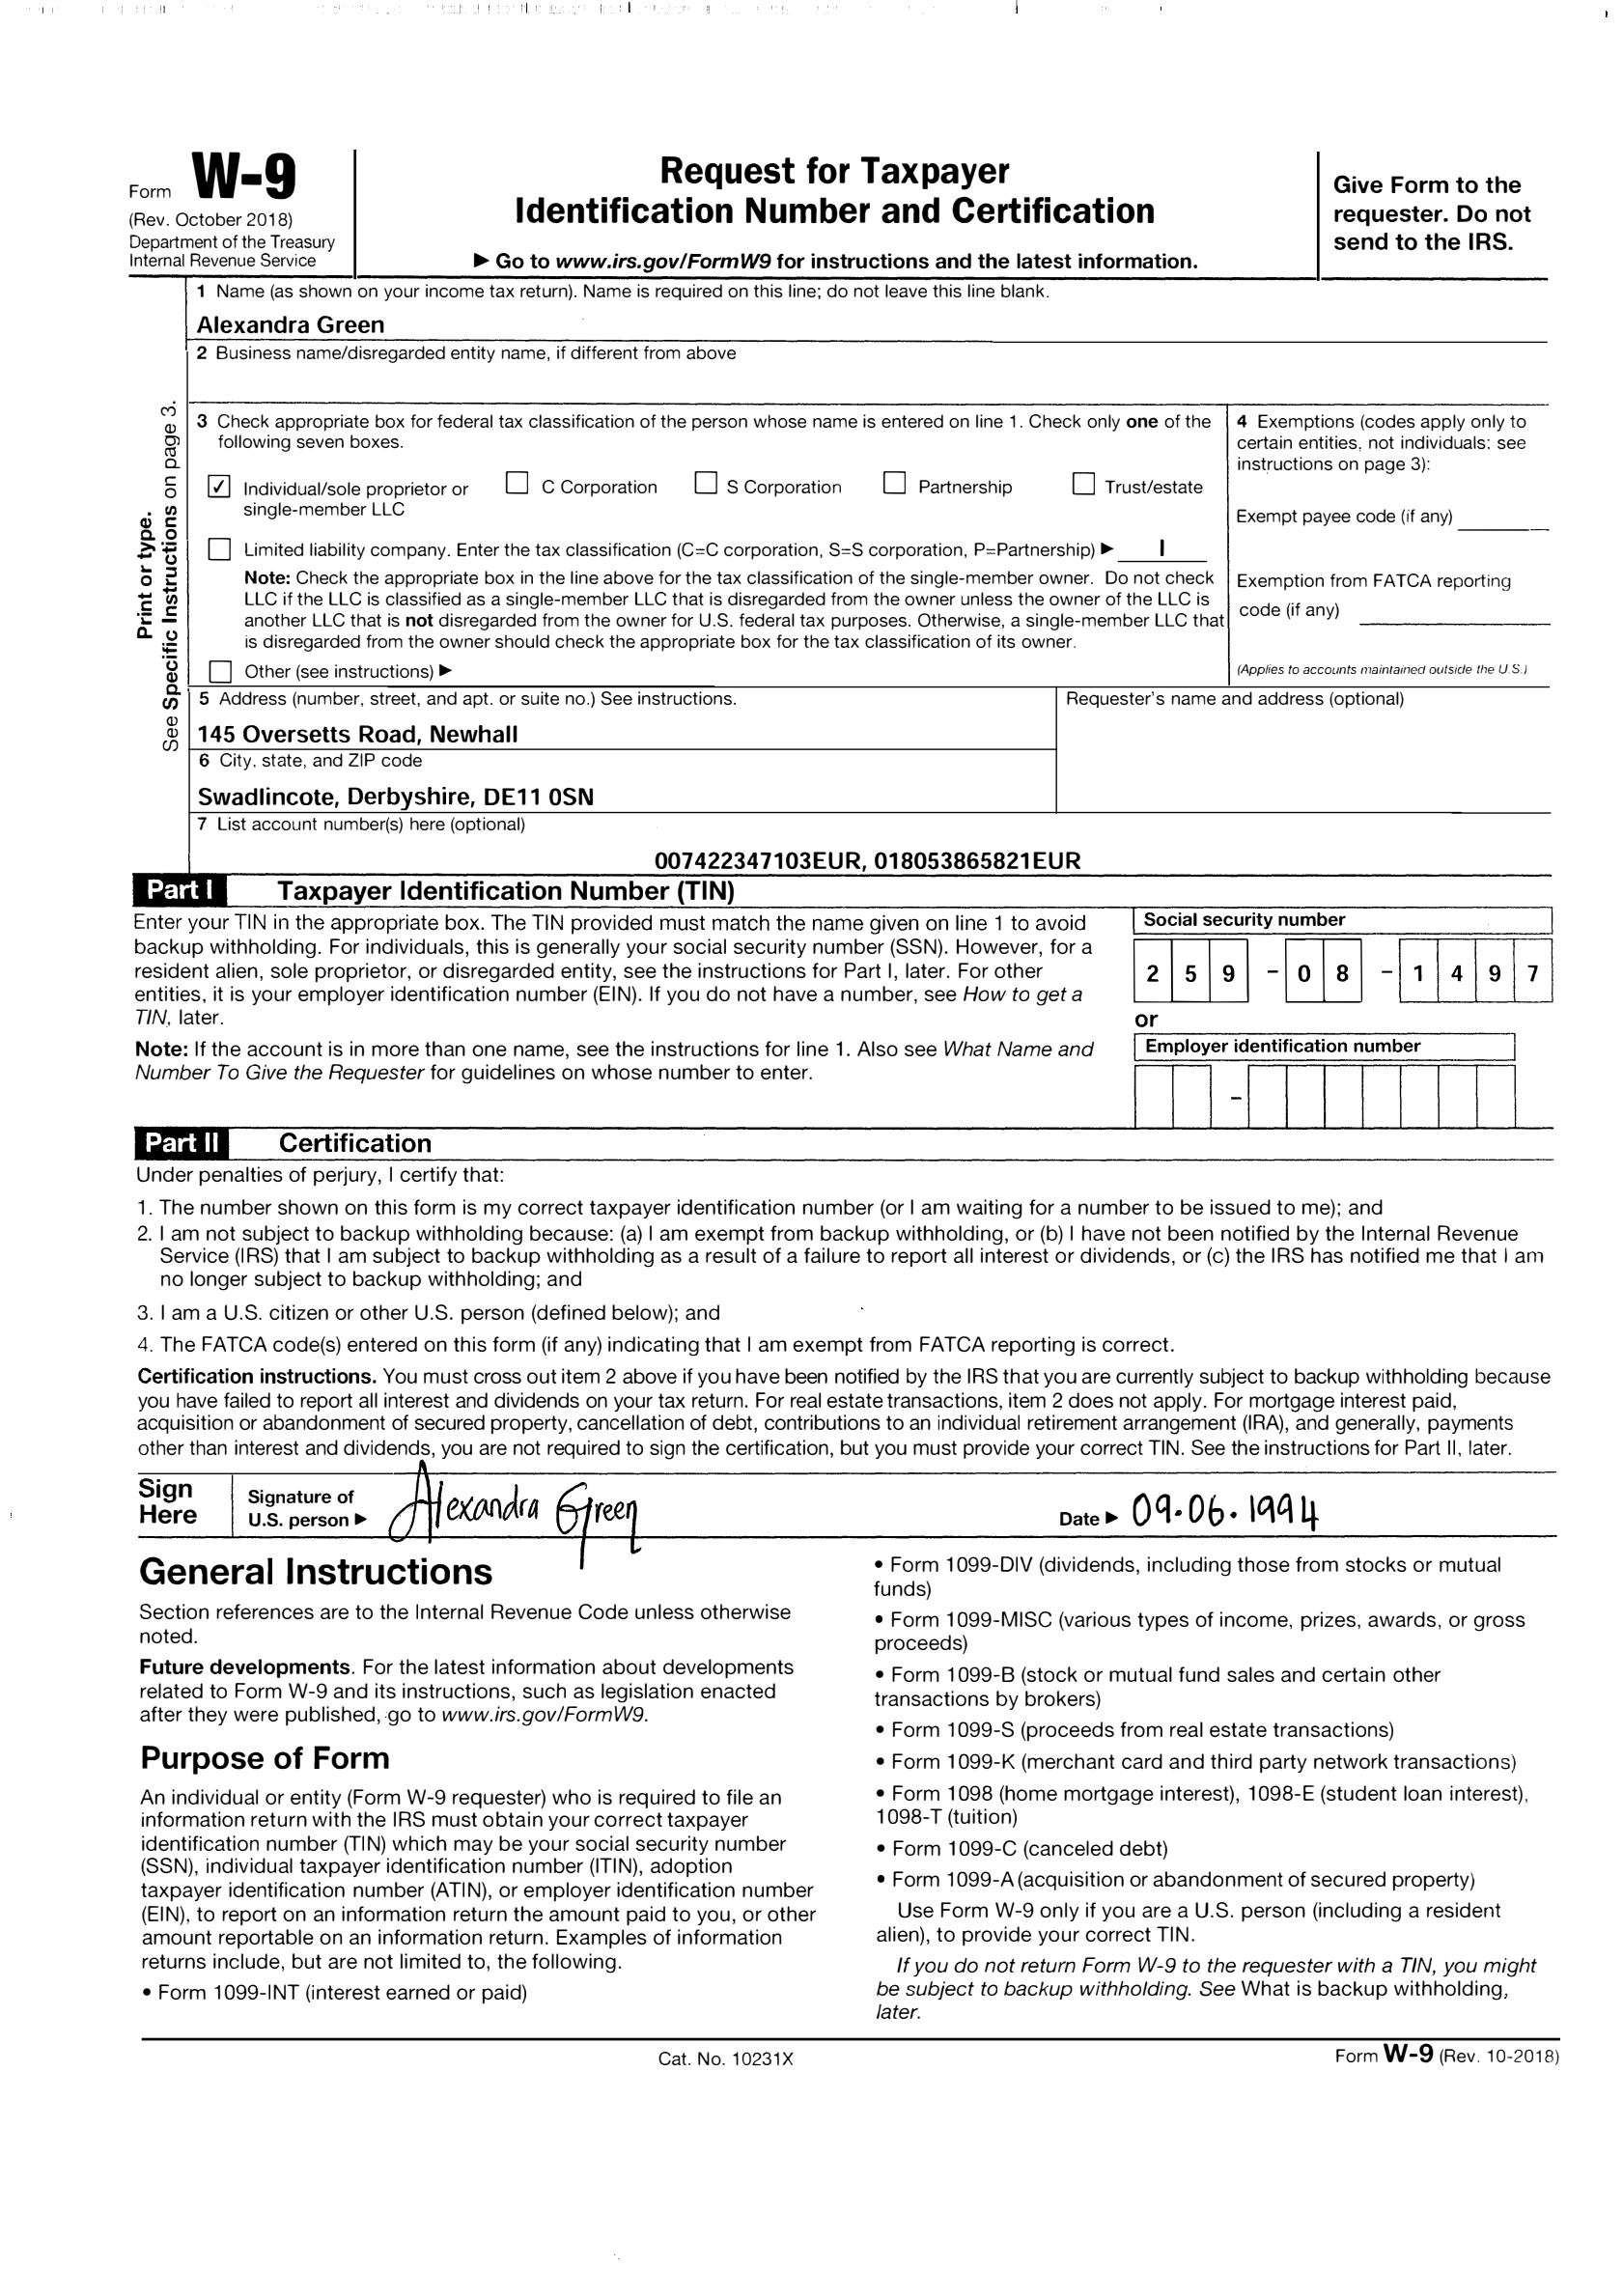 Form W-9
(Rev. October 2018)
Department of the Treasury
Internal Revenue Service
Request for Taxpayer
Identification Number and Certification
▶ Go to www.irs.gov/FormW9 for instructions and the latest information.
Give Form to the
requester. Do not
send to the IRS.
Print or type.
See Specific Instructions on page 3.
1 Name (as shown on your income tax return). Name is required on this line; do not leave this line blank.
Alexandra Green
2 Business name/disregarded entity name, if different from above
3 Check appropriate box for federal tax classification of the person whose name is entered on line 1. Check only one of the
following seven boxes.
✓ Individual/sole proprietor or
single-member LLC
C Corporation
S Corporation
Partnership
Trust/estate
Limited liability company. Enter the tax classification (C=C corporation, S=S corporation, P=Partnership) ▶ I
Note: Check the appropriate box in the line above for the tax classification of the single-member owner. Do not check
LLC if the LLC is classified as a single-member LLC that is disregarded from the owner unless the owner of the LLC is
another LLC that is not disregarded from the owner for U.S. federal tax purposes. Otherwise, a single-member LLC that
is disregarded from the owner should check the appropriate box for the tax classification of its owner.
Other (see instructions) ▶
4 Exemptions (codes apply only to
certain entities, not individuals; see
instructions on page 3):
Exempt payee code (if any)
Exemption from FATCA reporting
code (if any)
(Applies to accounts maintained outside the U.S.)
5 Address (number, street, and apt. or suite no.) See instructions.
145 Oversetts Road, Newhall
6 City, state, and ZIP code
Swadlincote, Derbyshire, DE11 0SN
Requester's name and address (optional)
7 List account number(s) here (optional)
007422347103EUR, 018053865821EUR
Part I Taxpayer Identification Number (TIN)
Enter your TIN in the appropriate box. The TIN provided must match the name given on line 1 to avoid
backup withholding. For individuals, this is generally your social security number (SSN). However, for a
resident alien, sole proprietor, or disregarded entity, see the instructions for Part I, later. For other
entities, it is your employer identification number (EIN). If you do not have a number, see How to get a
TIN, later.
Note: If the account is in more than one name, see the instructions for line 1. Also see What Name and
Number To Give the Requester for guidelines on whose number to enter.
Social security number
2 5 9 - 0 8 - 1 4 9 7
or
Employer identification number
-
Part II Certification
Under penalties of perjury, I certify that:
1. The number shown on this form is my correct taxpayer identification number (or I am waiting for a number to be issued to me); and
2. I am not subject to backup withholding because: (a) I am exempt from backup withholding, or (b) I have not been notified by the Internal Revenue
Service (IRS) that I am subject to backup withholding as a result of a failure to report all interest or dividends, or (c) the IRS has notified me that I am
no longer subject to backup withholding; and
3. I am a U.S. citizen or other U.S. person (defined below); and
4. The FATCA code(s) entered on this form (if any) indicating that I am exempt from FATCA reporting is correct.
Certification instructions. You must cross out item 2 above if you have been notified by the IRS that you are currently subject to backup withholding because
you have failed to report all interest and dividends on your tax return. For real estate transactions, item 2 does not apply. For mortgage interest paid,
acquisition or abandonment of secured property, cancellation of debt, contributions to an individual retirement arrangement (IRA), and generally, payments
other than interest and dividends, you are not required to sign the certification, but you must provide your correct TIN. See the instructions for Part II, later.
Sign
Here
Signature of
U.S. person ▶
Alexandra Green
Date ▶ 09.06.1994
General Instructions
Section references are to the Internal Revenue Code unless otherwise
noted.
Future developments. For the latest information about developments
related to Form W-9 and its instructions, such as legislation enacted
after they were published, go to www.irs.gov/FormW9.
Purpose of Form
An individual or entity (Form W-9 requester) who is required to file an
information return with the IRS must obtain your correct taxpayer
identification number (TIN) which may be your social security number
(SSN), individual taxpayer identification number (ITIN), adoption
taxpayer identification number (ATIN), or employer identification number
(EIN), to report on an information return the amount paid to you, or other
amount reportable on an information return. Examples of information
returns include, but are not limited to, the following.
• Form 1099-INT (interest earned or paid)
• Form 1099-DIV (dividends, including those from stocks or mutual
funds)
• Form 1099-MISC (various types of income, prizes, awards, or gross
proceeds)
• Form 1099-B (stock or mutual fund sales and certain other
transactions by brokers)
• Form 1099-S (proceeds from real estate transactions)
• Form 1099-K (merchant card and third party network transactions)
• Form 1098 (home mortgage interest), 1098-E (student loan interest),
1098-T (tuition)
• Form 1099-C (canceled debt)
• Form 1099-A (acquisition or abandonment of secured property)
Use Form W-9 only if you are a U.S. person (including a resident
alien), to provide your correct TIN.
If you do not return Form W-9 to the requester with a TIN, you might
be subject to backup withholding. See What is backup withholding,
later.
Cat. No. 10231X
Form W-9 (Rev. 10-2018)